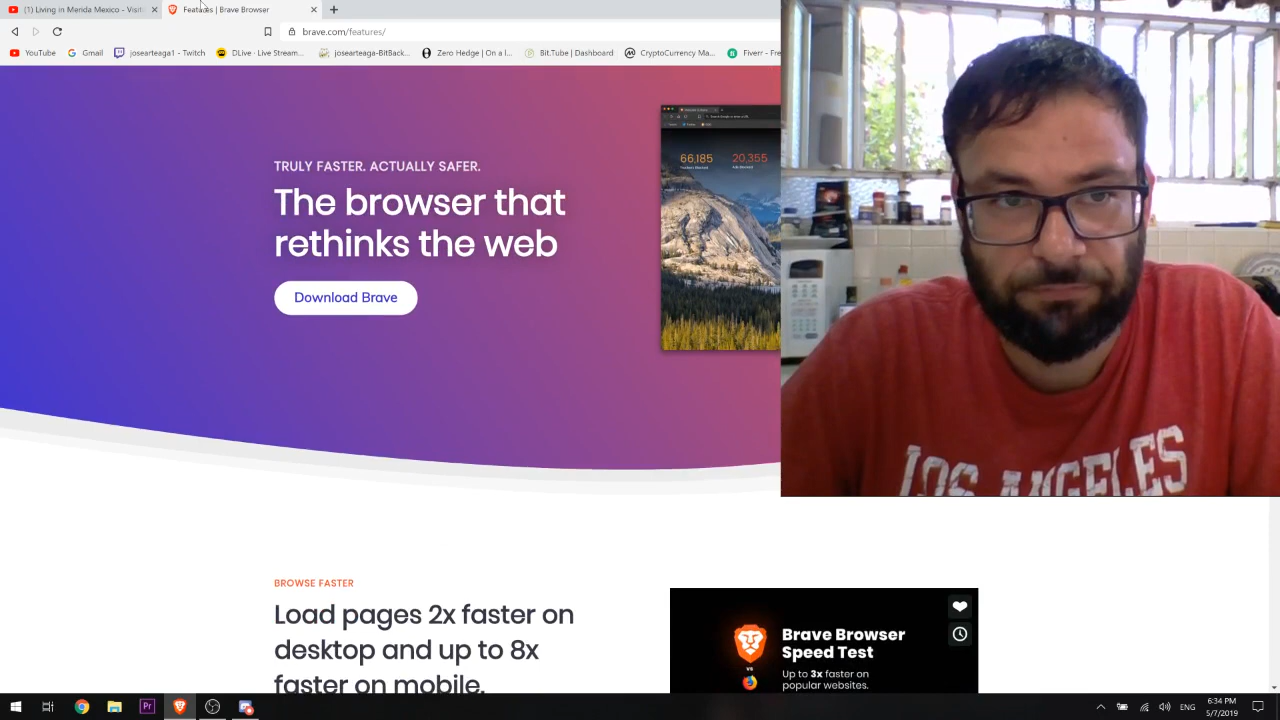 (1) Living in Merida Mexico - Visiti
Features | Brave Browser
brave.com/features/
YouTube
Gmail
josearteaga1 - Twitch
DLive - Live Stream...
josearteaga-BitBack...
Zero Hedge | On a l...
Bit.Tube | Dashboard
CryptoCurrency Ma...
Fiverr - Fre
TRULY FASTER. ACTUALLY SAFER.
The browser that
rethinks the web
Download Brave
66,185
20,355
LOS ANGELES
BROWSE FASTER
Load pages 2x faster on
desktop and up to 8x
faster on mobile.
Brave Browser
Speed Test
vs
Up to 3x faster on
popular websites.
Pr
ENG
6:34 PM
5/7/2019